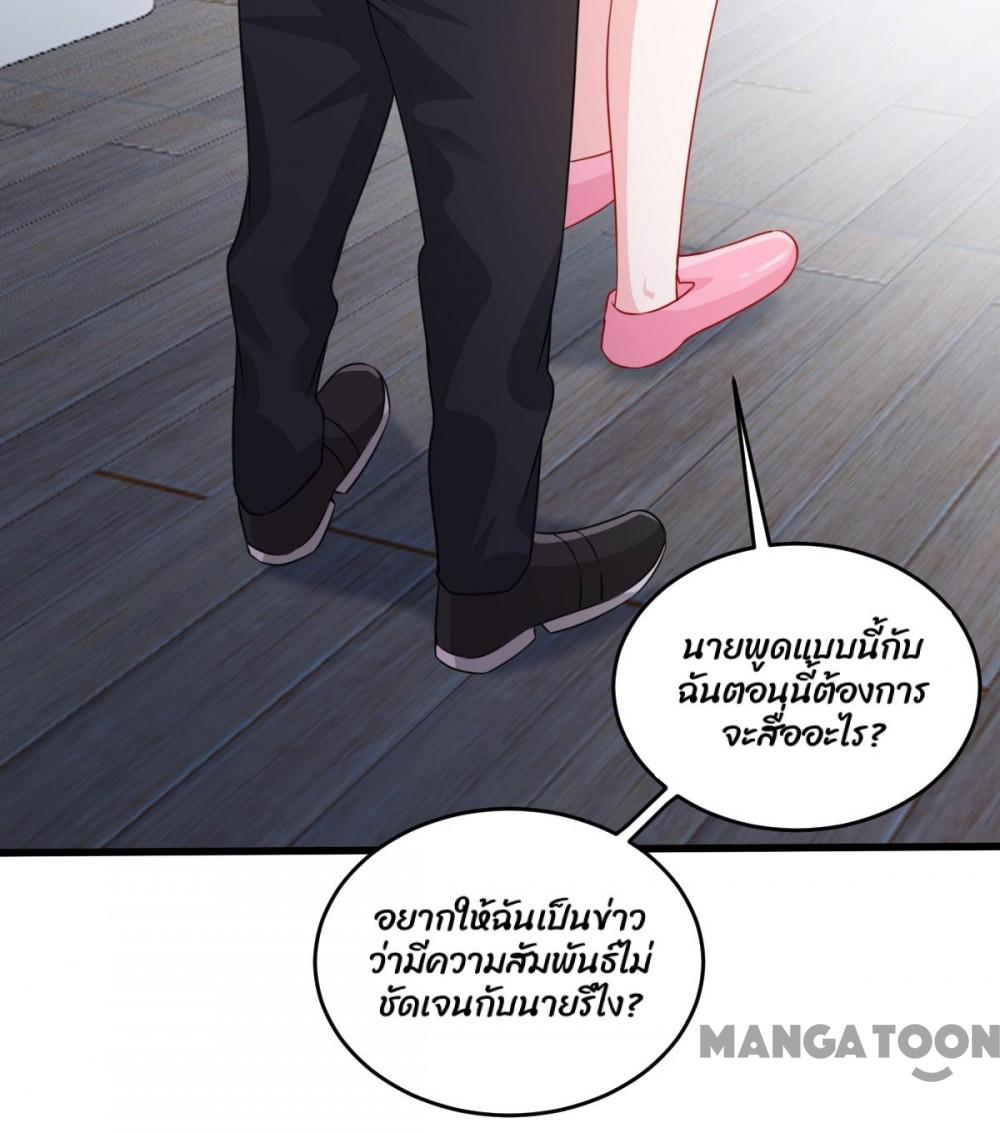 นายพูดแบบนี้กับ
ฉันตอนนี้ต้องการ
จะสื่ออะไร?
อยากให้ฉันเป็นข่าว
ว่ามีความสัมพันธ์ไม่
ชัดเจนกับนายรึไง?
MANGATOON